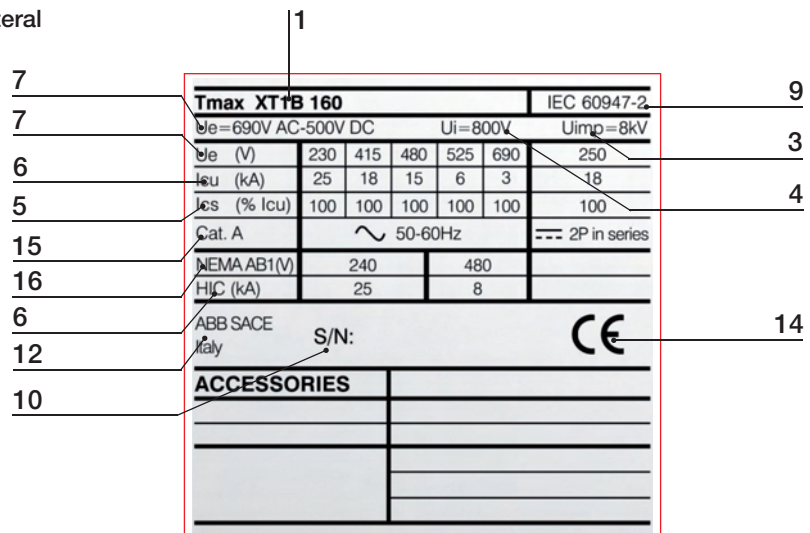 teral
1
7
7
6
5
15
16
6
12
10
9
3
4
14
Tmax XT1B 160 IEC 60947-2
Ue=690V AC-500V DC Ui=800V Uimp=8kV
Ue (V) 230 415 480 525 690 250
Icu (kA) 25 18 15 6 3 18
Ics (% Icu) 100 100 100 100 100 100
Cat. A 50-60Hz 2P in series
NEMA AB1(V) 240 480
HIC (kA) 25 8
ABB SACE
Italy
S/N:
CE
ACCESSORIES